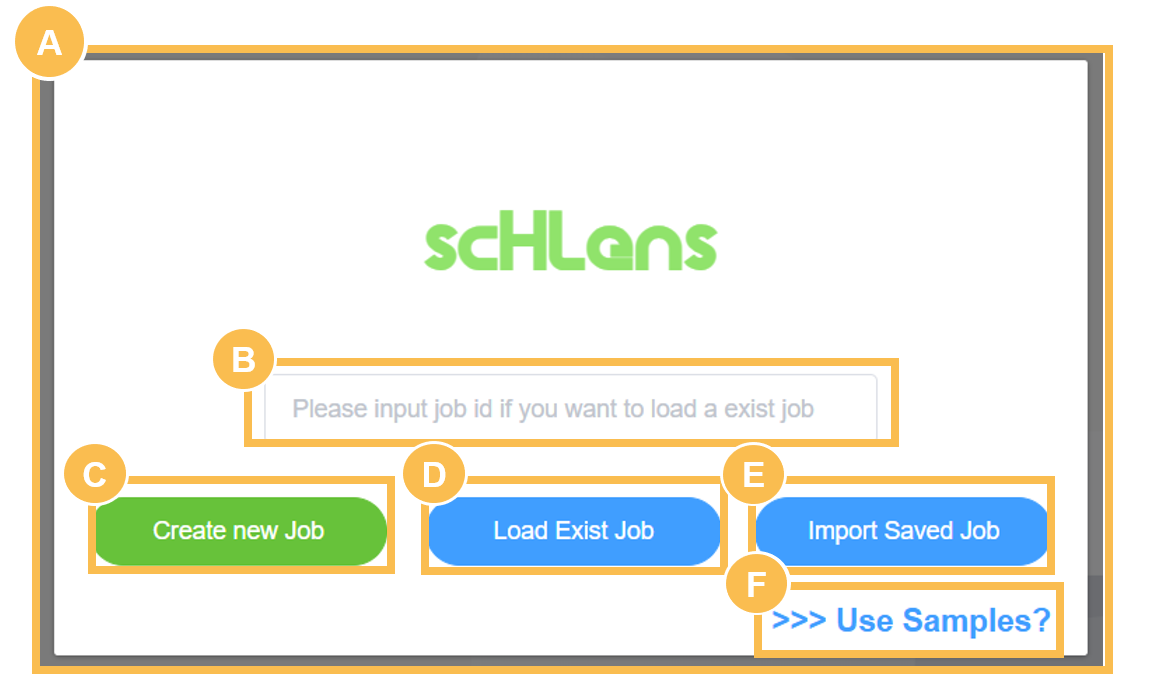 A
scHLens
B
Please input job id if you want to load a exist job
C
D
E
Create new Job
Load Exist Job
Import Saved Job
F
>>> Use Samples?